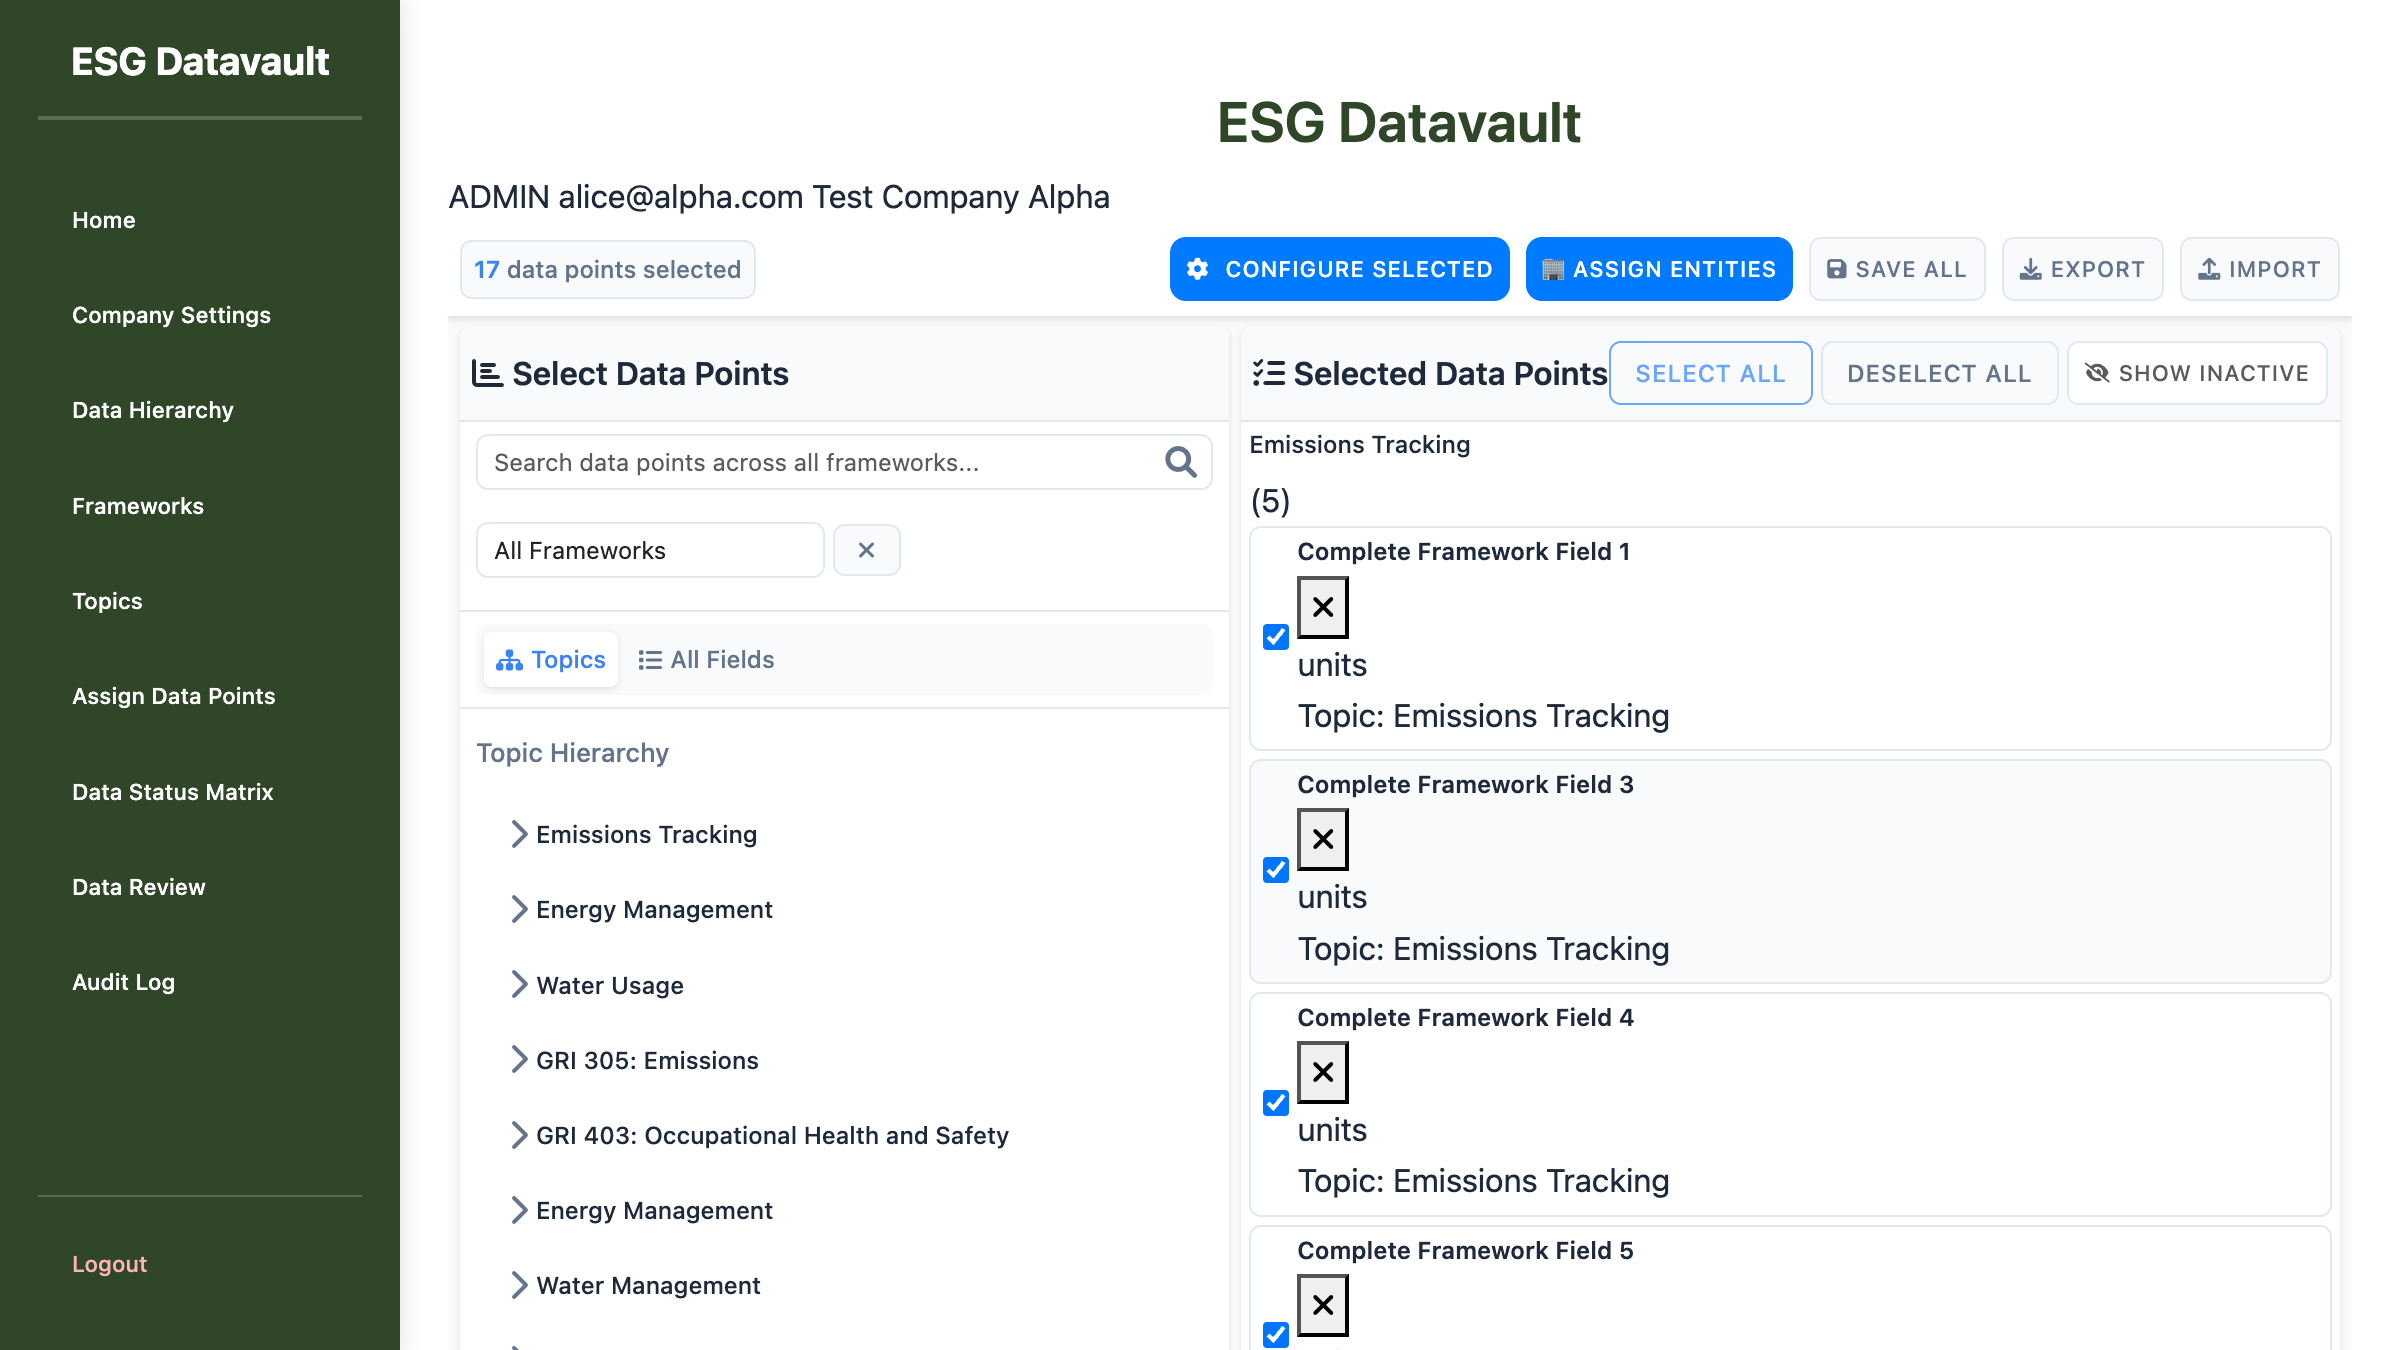 ESG Datavault
Home
Company Settings
Data Hierarchy
Frameworks
Topics
Assign Data Points
Data Status Matrix
Data Review
Audit Log
Logout
ESG Datavault
ADMIN alice@alpha.com Test Company Alpha
17 data points selected
CONFIGURE SELECTED
ASSIGN ENTITIES
SAVE ALL
EXPORT
IMPORT
Select Data Points
Search data points across all frameworks...
All Frameworks
Topics
All Fields
Topic Hierarchy
Emissions Tracking
Energy Management
Water Usage
GRI 305: Emissions
GRI 403: Occupational Health and Safety
Energy Management
Water Management
Selected Data Points
SELECT ALL
DESELECT ALL
SHOW INACTIVE
Emissions Tracking
(5)
Complete Framework Field 1
units
Topic: Emissions Tracking
Complete Framework Field 3
units
Topic: Emissions Tracking
Complete Framework Field 4
units
Topic: Emissions Tracking
Complete Framework Field 5